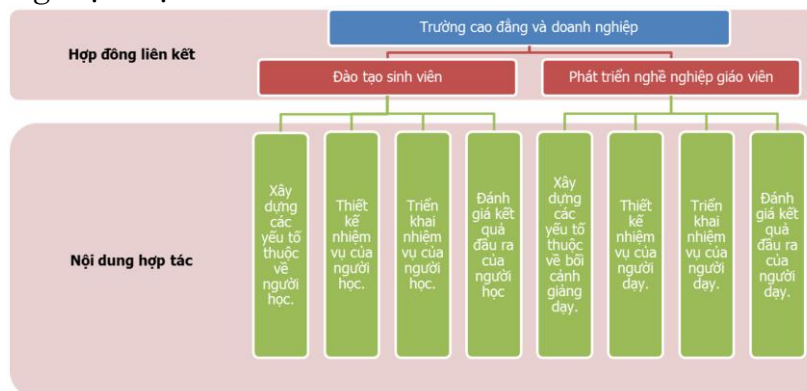 Trường cao đẳng và doanh nghiệp
Hợp đồng liên kết
Đào tạo sinh viên
Phát triển nghề nghiệp giáo viên
Nội dung hợp tác
Xây
dựng các
yếu tố
thuộc
về
người
học.
Thiết
kế
nhiệm
vụ của
người
học.
Triển
khai
nhiệm
vụ của
người
học.
Đánh
giá kết
quả
đầu ra
của
người
học
Xây
dựng các
yếu tố
thuộc
về bối
cảnh
giảng
dạy.
Thiết
kế
nhiệm
vụ của
người
dạy.
Triển
khai
nhiệm
vụ của
người
dạy.
Đánh
giá kết
quả
đầu ra
của
người
dạy.